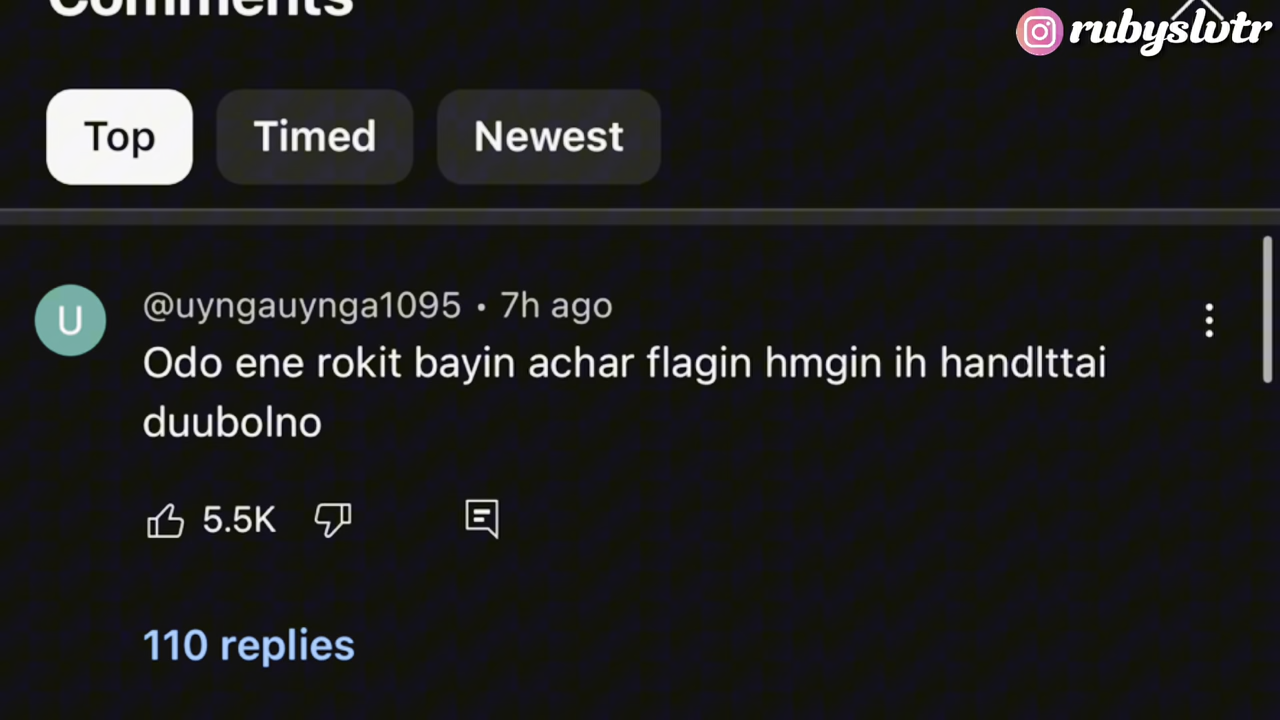 Comments
rubyslvtr
Top Timed Newest
U
@uyngauynga1095 • 7h ago
Odo ene rokit bayin achar flagin hmgin ih handlttai
duubolno
5.5K
110 replies